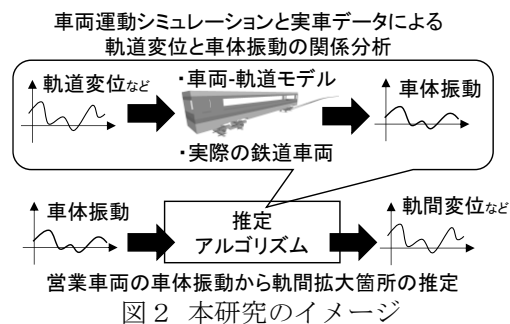 車両運動シミュレーションと実車データによる
軌道変位と車体振動の関係分析
軌道変位など
・車両-軌道モデル
車体振動
・実際の鉄道車両
車体振動
推定
アルゴリズム
軌間変位など
営業車両の車体振動から軌間拡大箇所の推定
図２ 本研究のイメージ